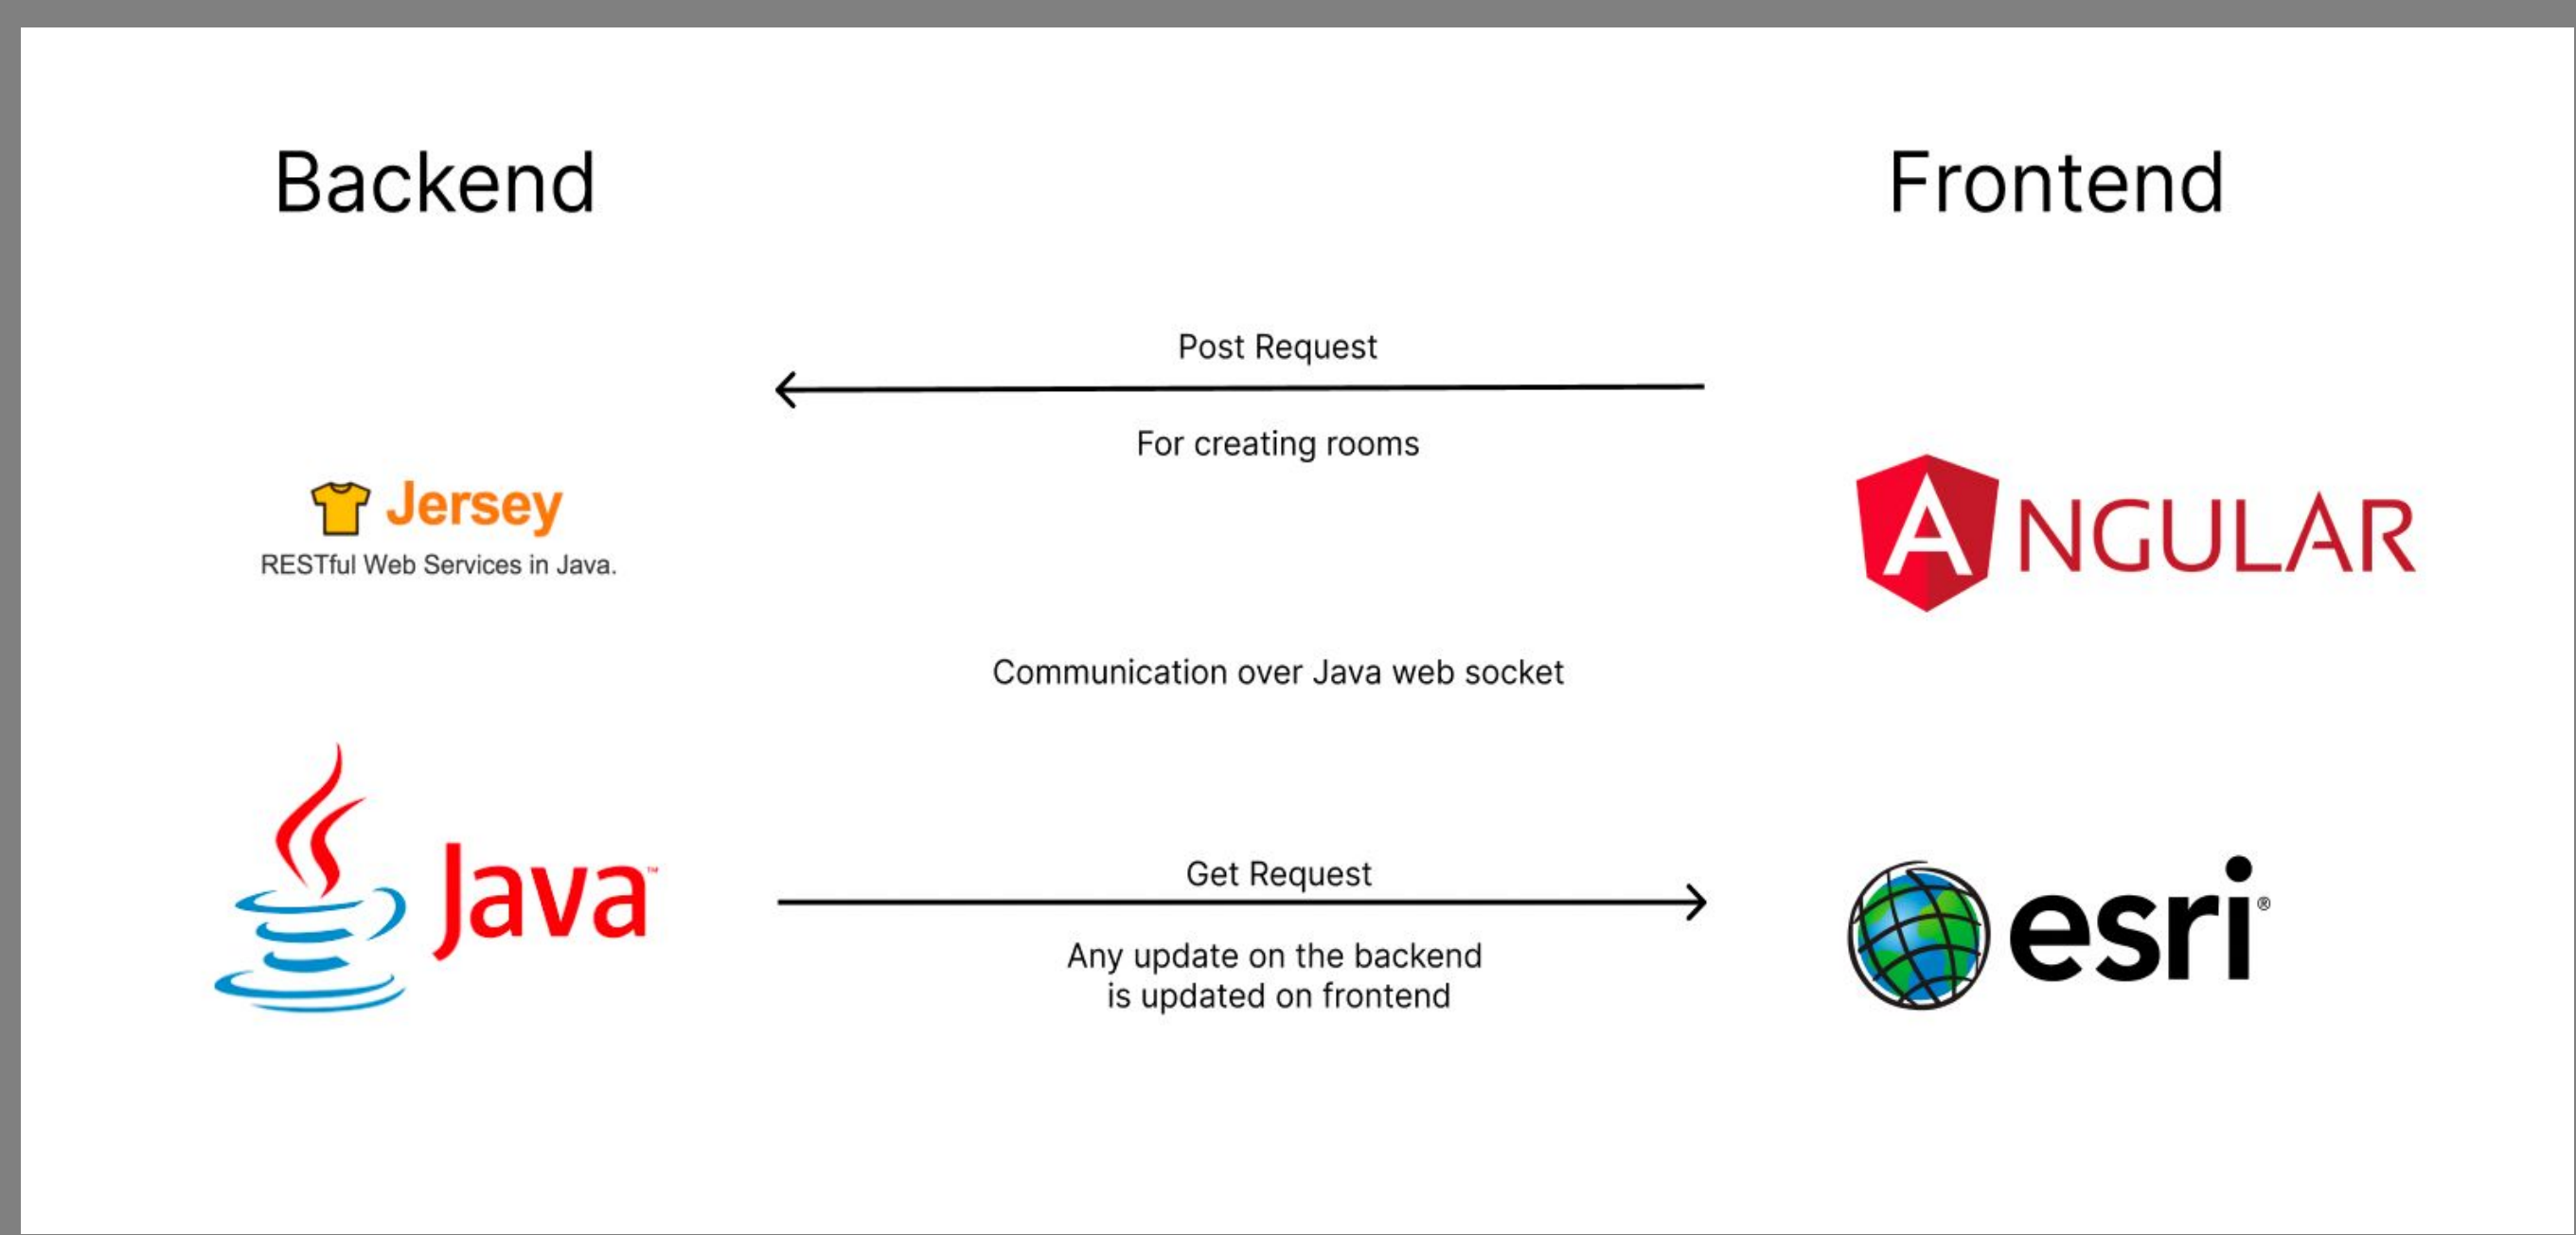 Backend
Frontend
Post Request
For creating rooms
Jersey
RESTful Web Services in Java.
ANGULAR
Communication over Java web socket
Java™
Get Request
Any update on the backend
is updated on frontend
esri®